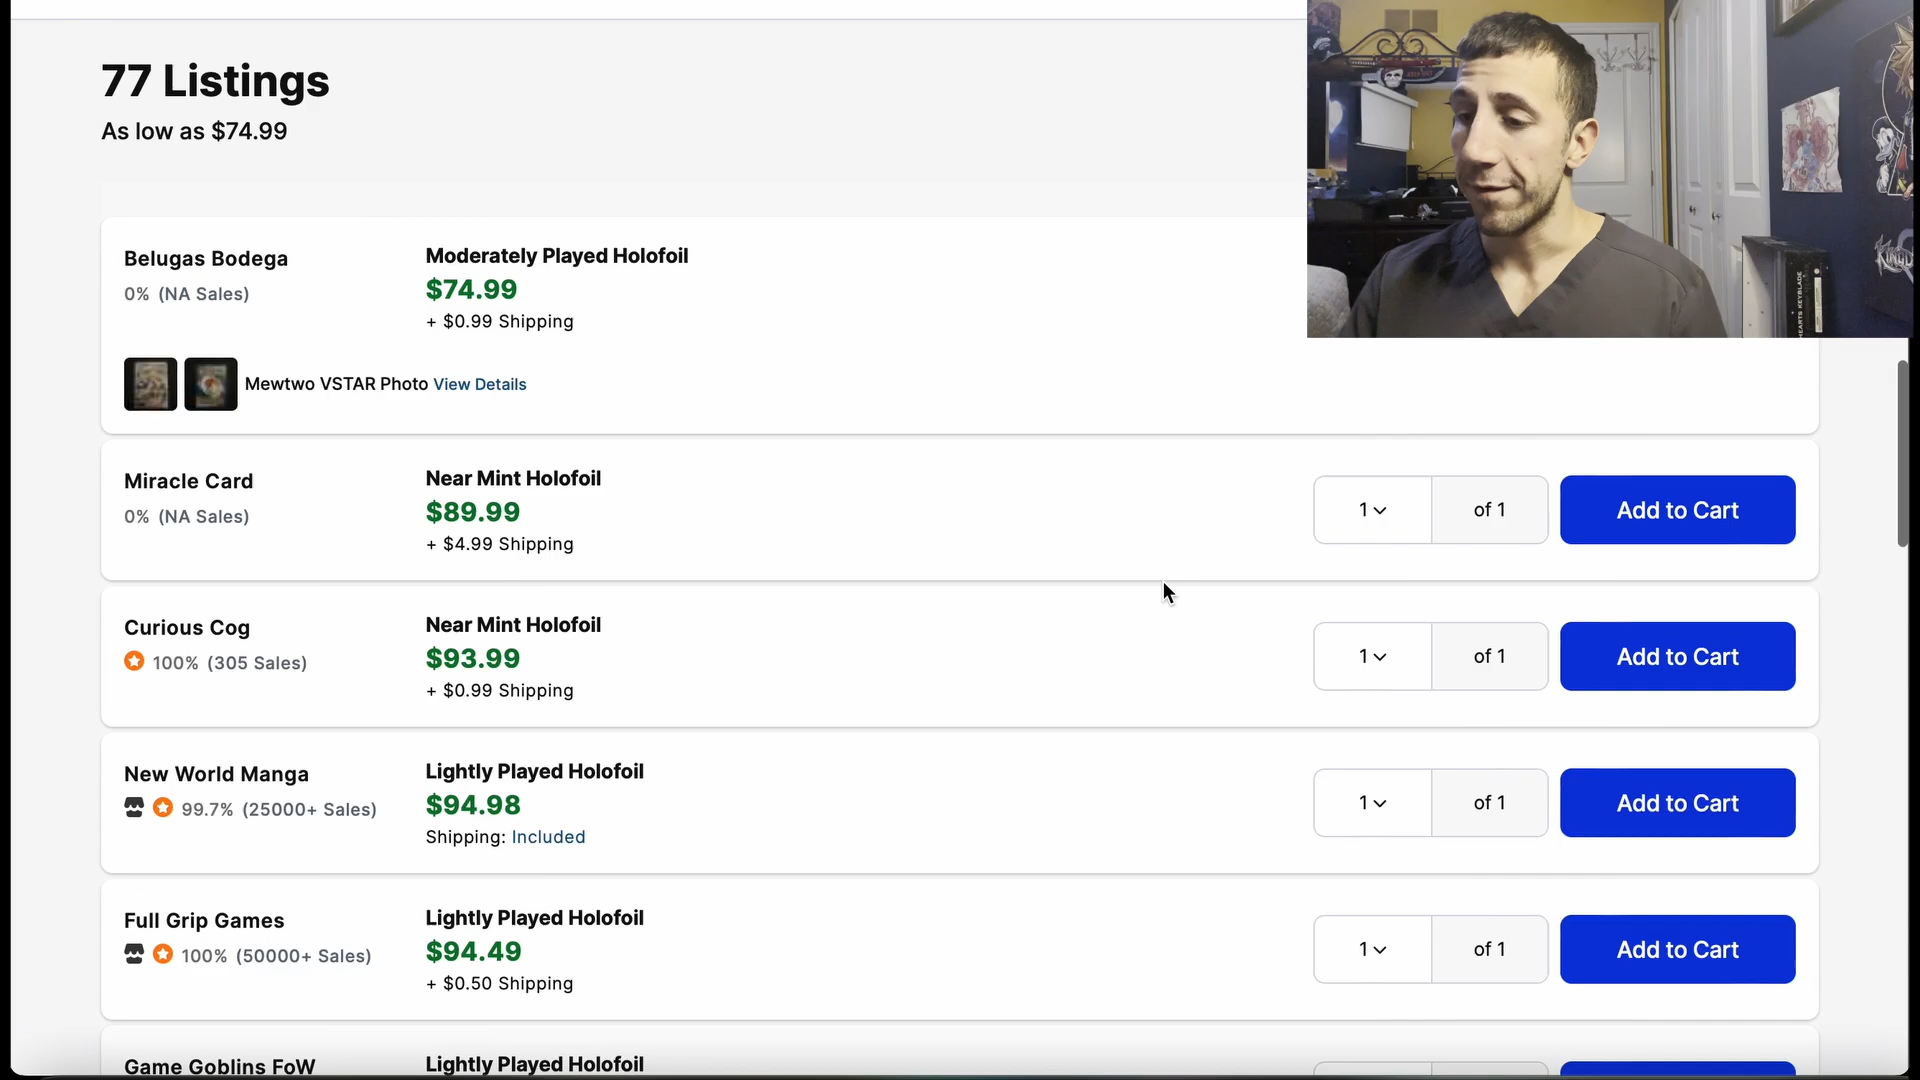 77 Listings
As low as $74.99
Belugas Bodega
0% (NA Sales)
Moderately Played Holofoil
$74.99
+ $0.99 Shipping
Mewtwo VSTAR Photo View Details
Miracle Card
0% (NA Sales)
Near Mint Holofoil
$89.99
+ $4.99 Shipping
1
of 1
Add to Cart
Curious Cog
100% (305 Sales)
Near Mint Holofoil
$93.99
+ $0.99 Shipping
1
of 1
Add to Cart
New World Manga
99.7% (25000+ Sales)
Lightly Played Holofoil
$94.98
Shipping: Included
1
of 1
Add to Cart
Full Grip Games
100% (50000+ Sales)
Lightly Played Holofoil
$94.49
+ $0.50 Shipping
1
of 1
Add to Cart
Game Goblins FoW
Lightly Played Holofoil
HEARTS KEYBLADE